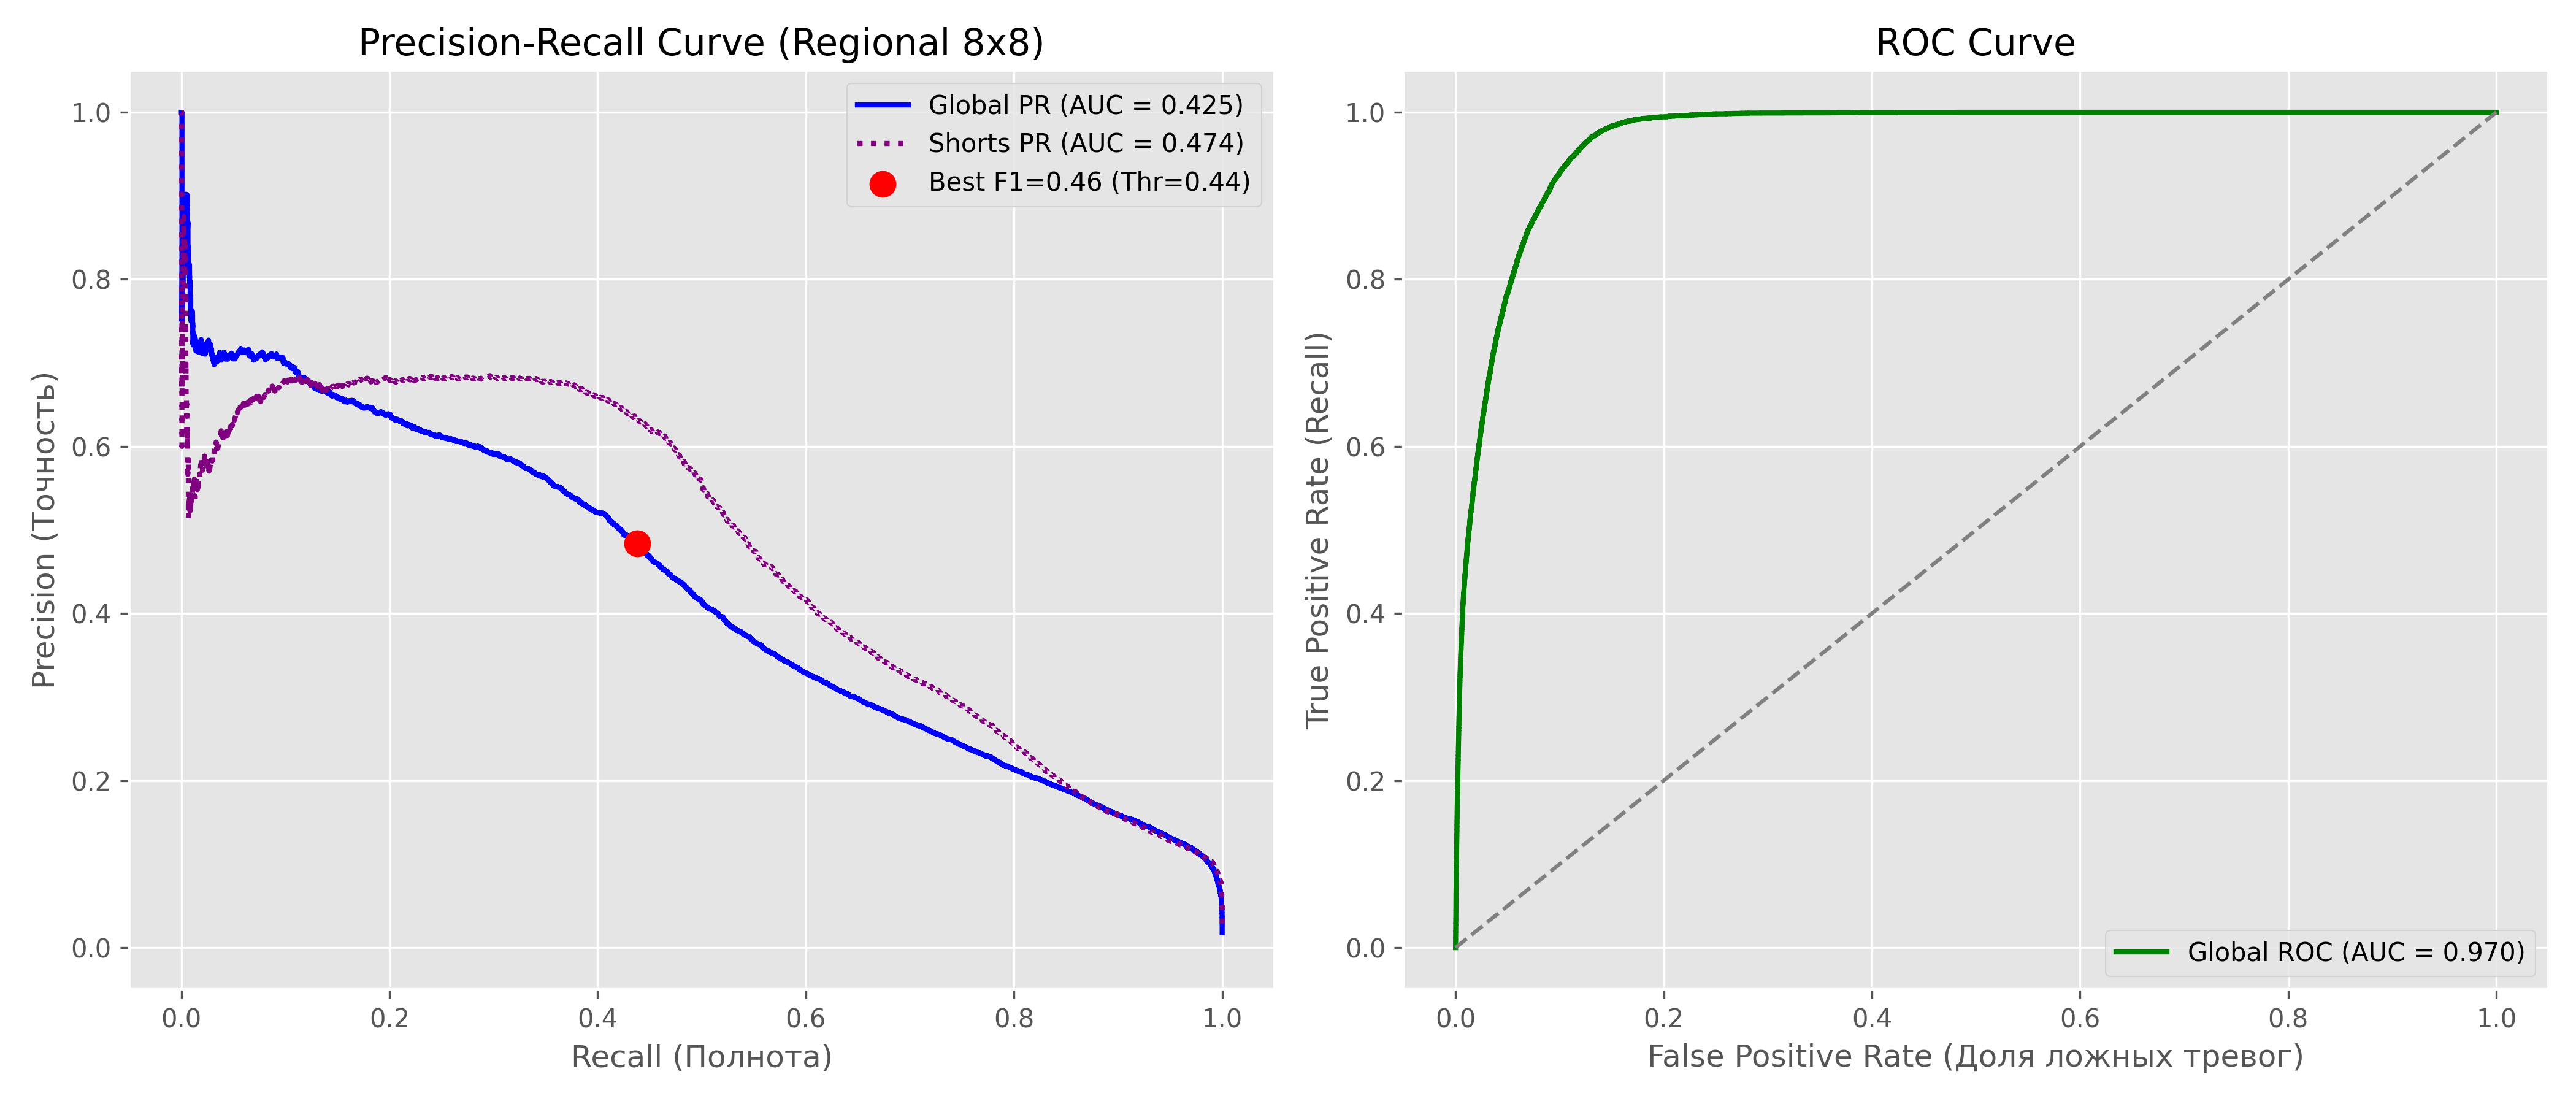 Precision-Recall Curve (Regional 8x8)
Global PR (AUC = 0.425)
Shorts PR (AUC = 0.474)
Best F1=0.46 (Thr=0.44)
Precision (Точность)
1.0
0.8
0.6
0.4
0.2
0.0
0.0 0.2 0.4 0.6 0.8 1.0
Recall (Полнота)
ROC Curve
True Positive Rate (Recall)
1.0
0.8
0.6
0.4
0.2
0.0
Global ROC (AUC = 0.970)
0.0 0.2 0.4 0.6 0.8 1.0
False Positive Rate (Доля ложных тревог)